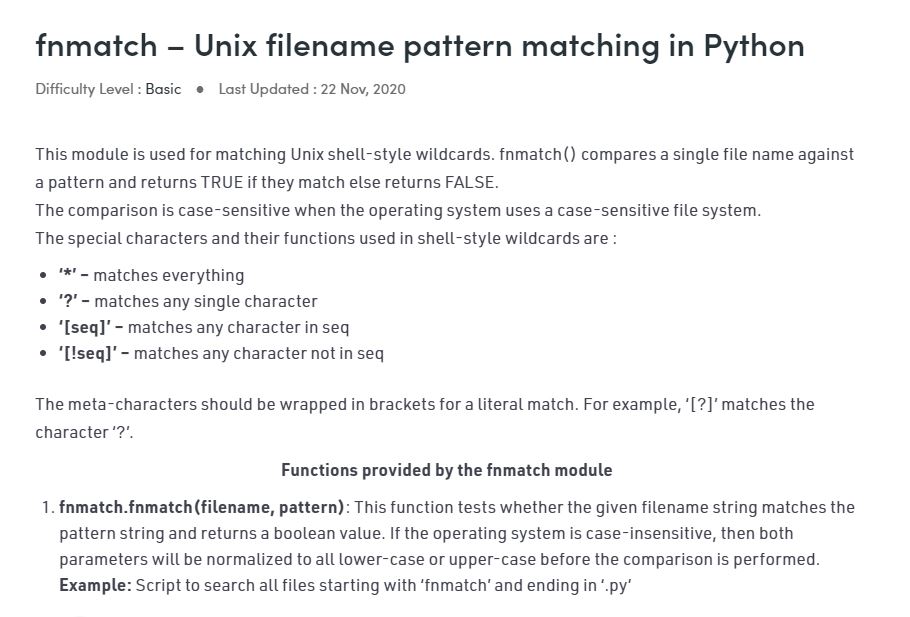 fnmatch – Unix filename pattern matching in Python
Difficulty Level : Basic ● Last Updated : 22 Nov, 2020
This module is used for matching Unix shell-style wildcards. fnmatch() compares a single file name against
a pattern and returns TRUE if they match else returns FALSE.
The comparison is case-sensitive when the operating system uses a case-sensitive file system.
The special characters and their functions used in shell-style wildcards are :
• ‘*’ – matches everything
• ‘?’ – matches any single character
• ‘[seq]’ – matches any character in seq
• ‘[!seq]’ – matches any character not in seq
The meta-characters should be wrapped in brackets for a literal match. For example, ‘[?]’ matches the
character ‘?’.
Functions provided by the fnmatch module
1. fnmatch.fnmatch(filename, pattern): This function tests whether the given filename string matches the
pattern string and returns a boolean value. If the operating system is case-insensitive, then both
parameters will be normalized to all lower-case or upper-case before the comparison is performed.
Example: Script to search all files starting with ‘fnmatch’ and ending in ‘.py’